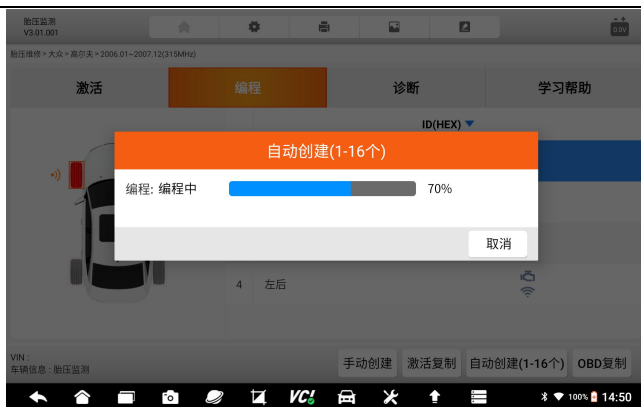 胎压监测
V3.01.001
0.0V
胎压维修>大众>高尔夫>2006.01~2007.12(315MHz)
激活
编程
诊断
学习帮助
ID(HEX)
自动创建(1-16个)
编程: 编程中
70%
取消
4 左后
VIN :
车辆信息 : 胎压监测
手动创建
激活复制
自动创建(1-16个)
OBD复制
VCI
100%
14:50